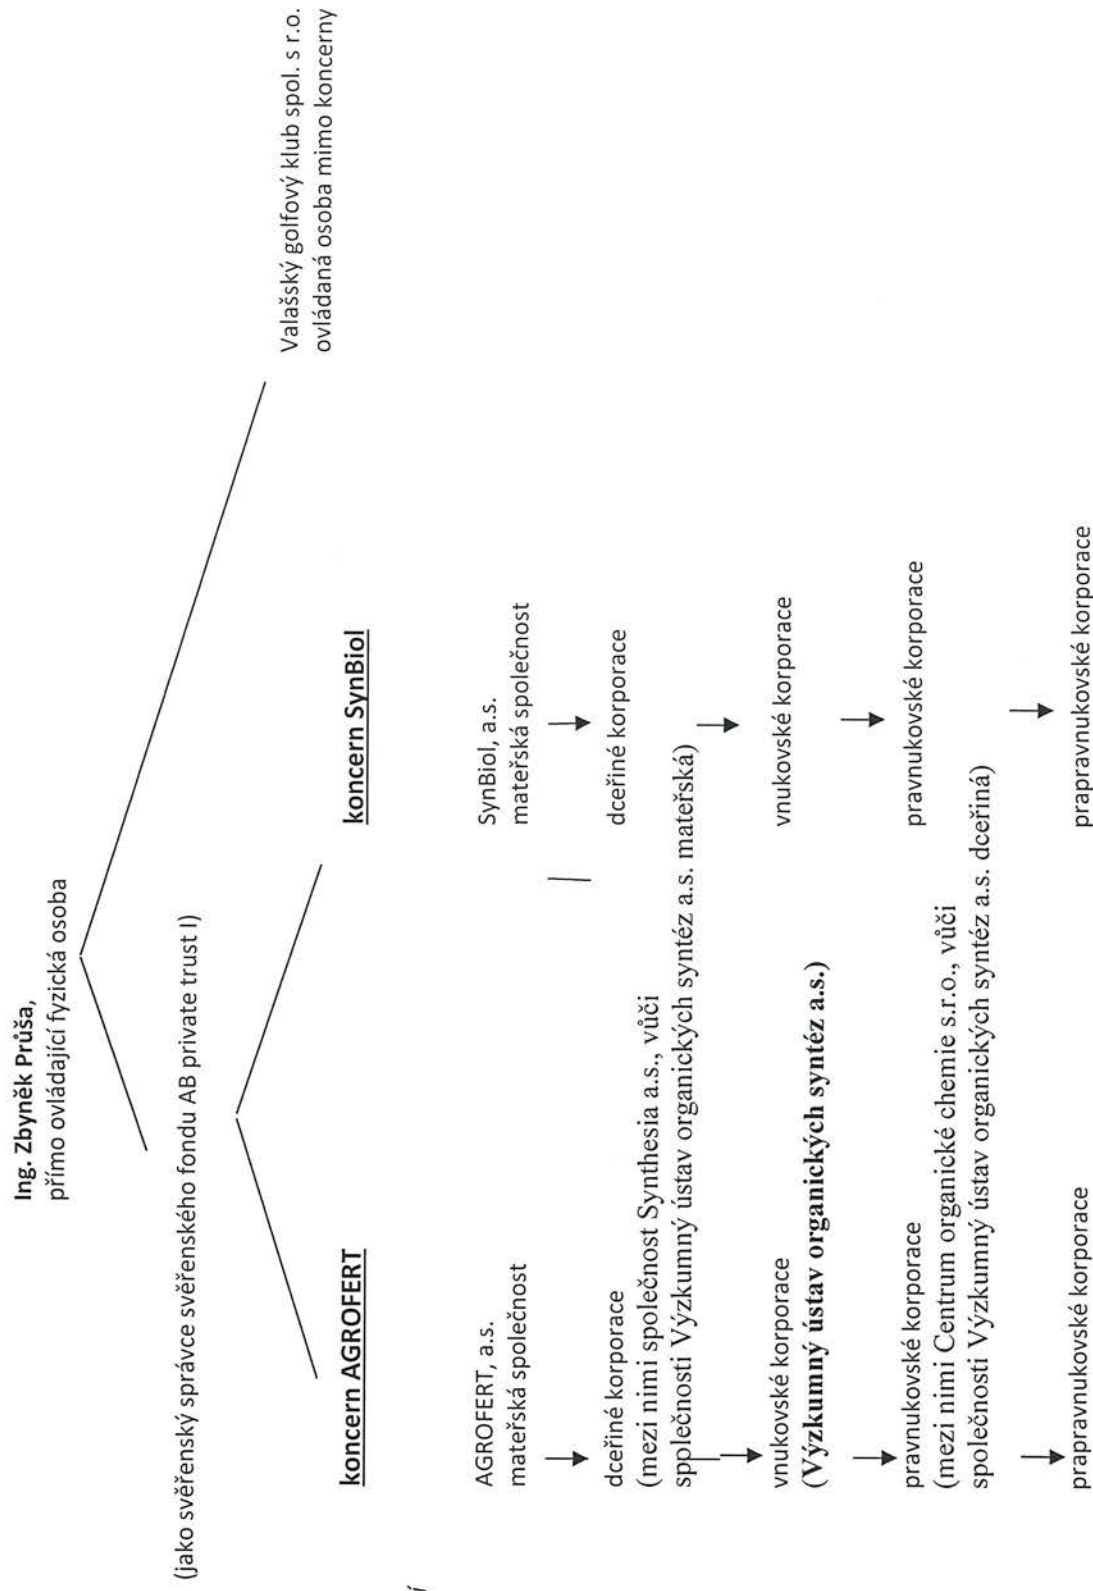 Ing. Zbyněk Průša,
přímo ovládající fyzická osoba
(jako svěřenský správce svěřenského fondu AB private trust I)
Valašský golfový klub spol. s r.o.
ovládaná osoba mimo koncerny
koncern AGROFERT
AGROFERT, a.s.
mateřská společnost
dceřiné korporace
(mezi nimi společnost Synthesia a.s., vůči
společnosti Výzkumný ústav organických syntéz a.s. mateřská)
vnukovské korporace
(Výzkumný ústav organických syntéz a.s.)
pravnukovské korporace
(mezi nimi Centrum organické chemie s.r.o., vůči
společnosti Výzkumný ústav organických syntéz a.s. dceřiná)
prapravnukovské korporace
koncern SynBiol
SynBiol, a.s.
mateřská společnost
dceřiné korporace
vnukovské korporace
pravnukovské korporace
prapravnukovské korporace